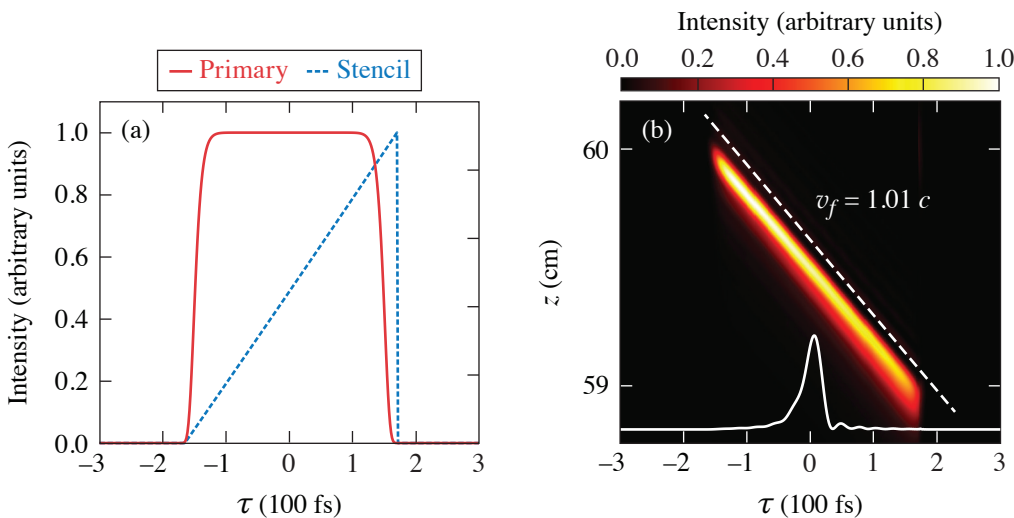 Primary Stencil
(a)
Intensity (arbitrary units)
1.0
0.8
0.6
0.4
0.2
0.0
−3 −2 −1 0 1 2 3
τ (100 fs)
Intensity (arbitrary units)
0.0 0.2 0.4 0.6 0.8 1.0
(b)
z (cm)
60
59
v_f = 1.01 c
−3 −2 −1 0 1 2 3
τ (100 fs)